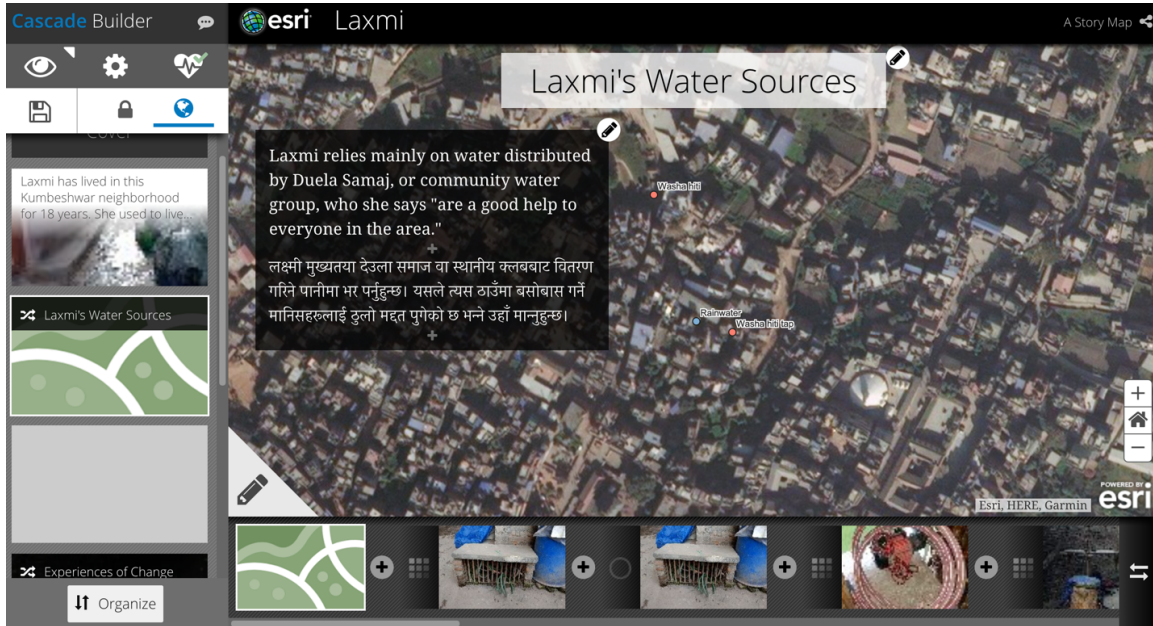 Cascade Builder
esri Laxmi
A Story Map
Cover
Laxmi has lived in this
Kumbeshwar neighborhood
for 18 years. She used to live...
Laxmi's Water Sources
Experiences of Change
Organize
Laxmi's Water Sources
Laxmi relies mainly on water distributed
by Duela Samaj, or community water
group, who she says "are a good help to
everyone in the area."
लक्ष्मी मुख्यतया देउला समाज वा स्थानीय क्लबबाट वितरण
गरिने पानीमा भर पर्नुहुन्छ। यसले त्यस ठाउँमा बसोबास गर्ने
मानिसहरूलाई ठुलो मद्दत पुगेको छ भन्ने उहाँ मान्नुहुन्छ।
Washa hiti
Rainwater
Washa hiti tap
Esri, HERE, Garmin
POWERED BY
esri